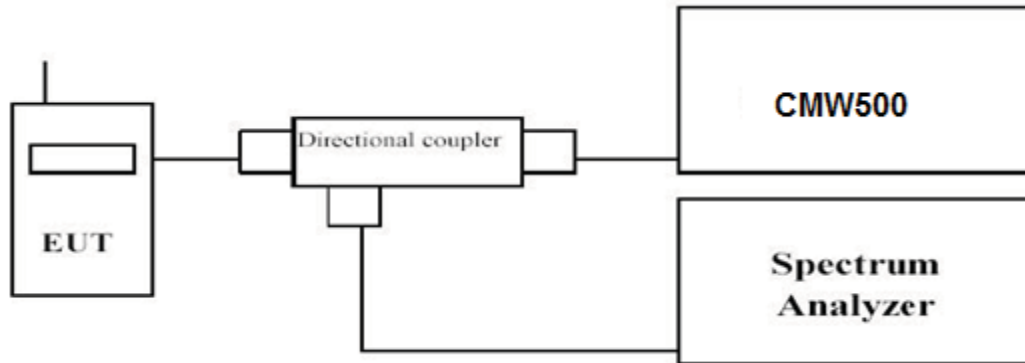 CMW500
Directional coupler
EUT
Spectrum
Analyzer